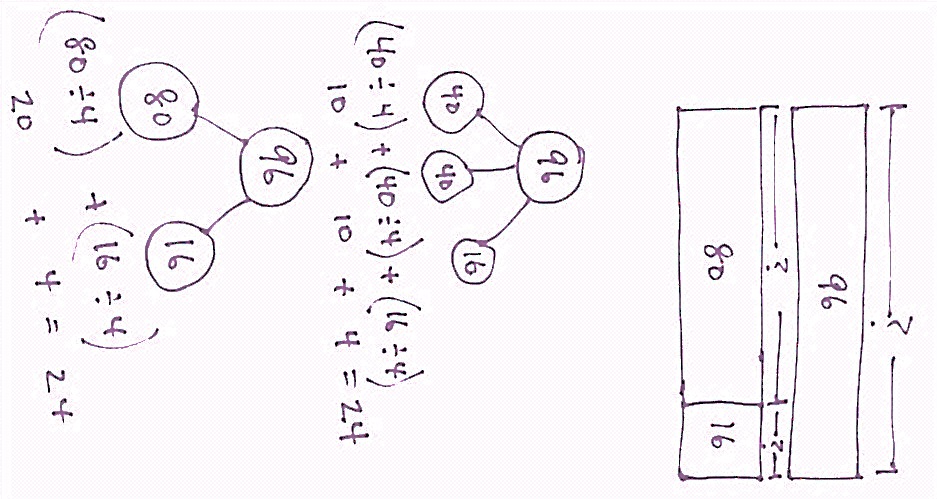 ?
96
? ?
80 16
96
40 40 16
(40 ÷ 4) + (40 ÷ 4) + (16 ÷ 4)
10 + 10 + 4 = 24
96
80 16
(80 ÷ 4) + (16 ÷ 4)
20 + 4 = 24